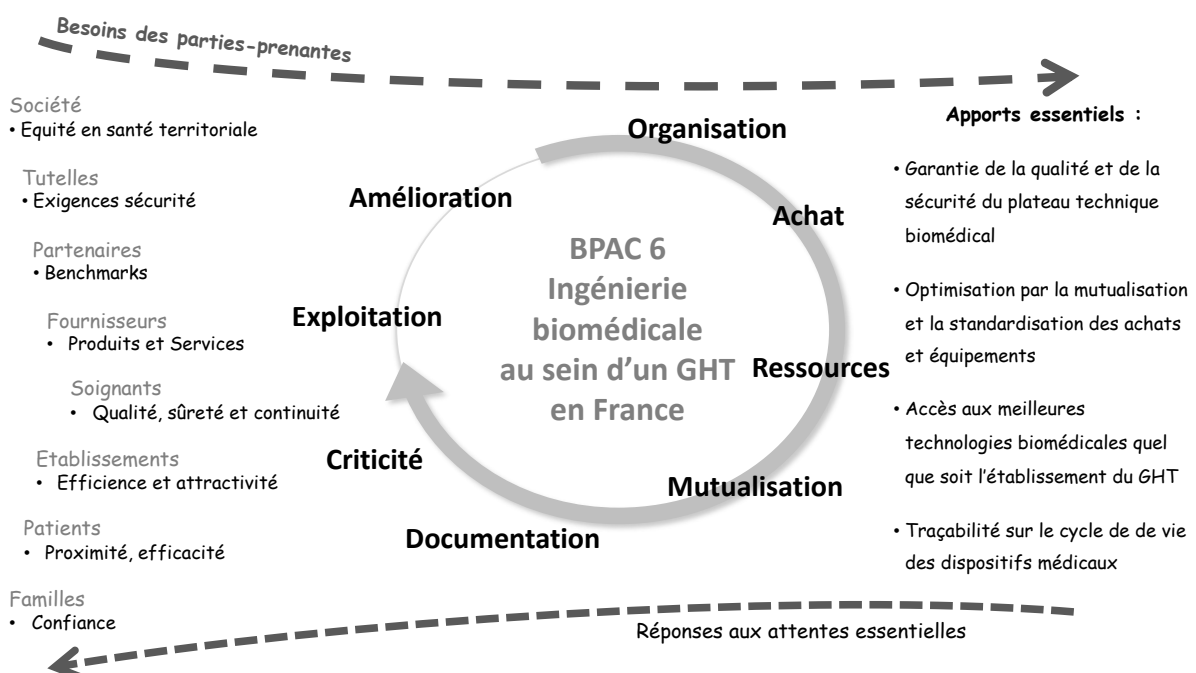 Besoins des parties-prenantes
Société
• Equité en santé territoriale
Tutelles
• Exigences sécurité
Partenaires
• Benchmarks
Fournisseurs
• Produits et Services
Soignants
• Qualité, sûreté et continuité
Etablissements
• Efficience et attractivité
Patients
• Proximité, efficacité
Familles
• Confiance
Organisation
Achat
Ressources
Mutualisation
Documentation
Criticité
Exploitation
Amélioration
BPAC 6
Ingénierie
biomédicale
au sein d'un GHT
en France
Apports essentiels :
• Garantie de la qualité et de la
sécurité du plateau technique
biomédical
• Optimisation par la mutualisation
et la standardisation des achats
et équipements
• Accès aux meilleures
technologies biomédicales quel
que soit l'établissement du GHT
• Traçabilité sur le cycle de de vie
des dispositifs médicaux
Réponses aux attentes essentielles